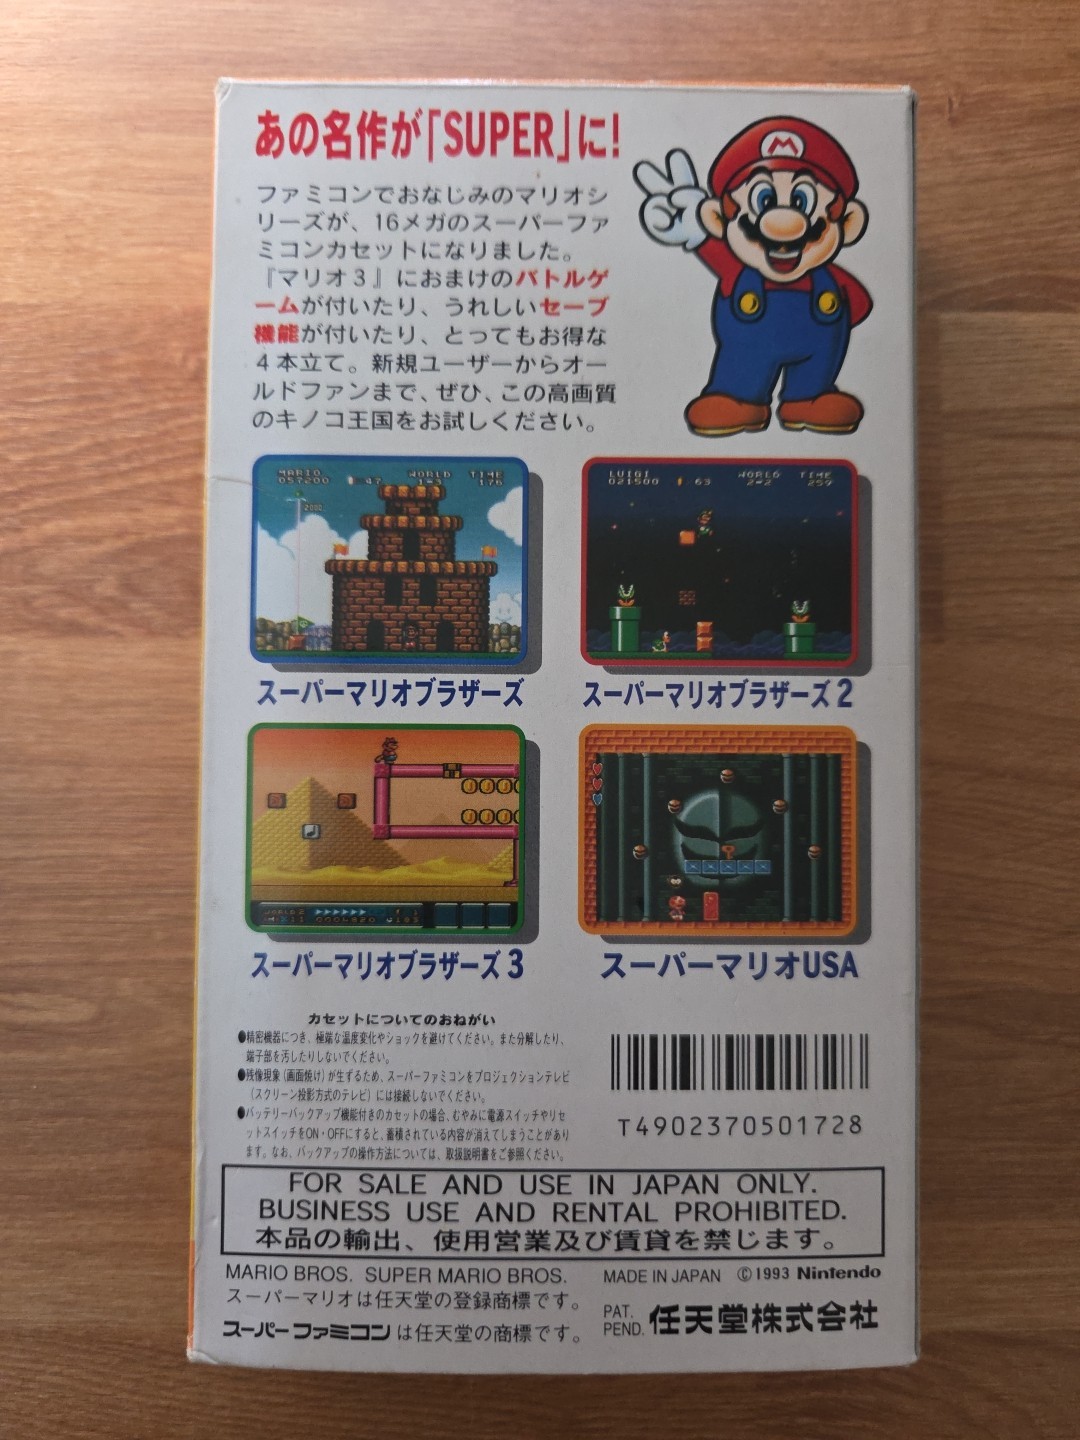 あの名作が「SUPER」に!
M
ファミコンでおなじみのマリオシ
リーズが、16メガのスーパーファ
ミコンカセットになりました。
『マリオ3』におまけのバトルゲ
ームが付いたり、うれしいセーブ
機能が付いたり、とってもお得な
4本立て。新規ユーザーからオー
ルドファンまで、ぜひ、この高画質
のキノコ王国をお試しください。
MARIO WORLD TIME
057200 47 1-3 176
2000
LUIGI WORLD TIME
021500 63 2-2 259
スーパーマリオブラザーズ
スーパーマリオブラザーズ2
スーパーマリオブラザーズ3
スーパーマリオUSA
カセットについてのおねがい
●精密機器につき、極端な温度変化やショックを避けてください。また分解したり、
端子部を汚したりしないでください。
●残像現象(画面焼け)が生ずるため、スーパーファミコンをプロジェクションテレビ
(スクリーン投影方式のテレビ)には接続しないでください。
●バッテリーバックアップ機能付きのカセットの場合、むやみに電源スイッチやリセ
ットスイッチをON・OFFにすると、蓄積されている内容が消えてしまうことがあり
ます。なお、バックアップの操作方法については、取扱説明書をご参照ください。
T4902370501728
FOR SALE AND USE IN JAPAN ONLY.
BUSINESS USE AND RENTAL PROHIBITED.
本品の輸出、使用営業及び賃貸を禁じます。
MARIO BROS. SUPER MARIO BROS.
スーパーマリオは任天堂の登録商標です。
スーパーファミコンは任天堂の商標です。
MADE IN JAPAN ©1993 Nintendo
PAT. PEND. 任天堂株式会社